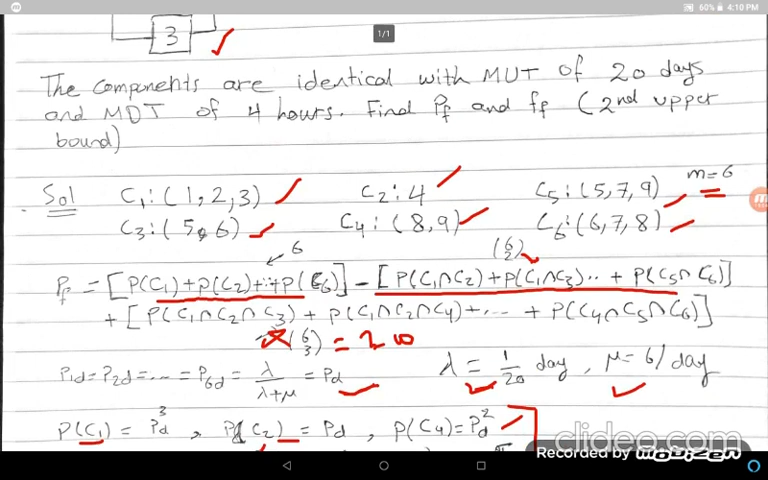 60% 4:10 PM
1/1
3
The components are identical with MUT of 20 days
and MDT of 4 hours. Find Pf and ff (2nd upper
bound)
Sol C1:(1,2,3) C2:4 C5:(5,7,9) m=6
C3:(5,6) C4:(8,9) C6:(6,7,8)
6 (6 2)
Pf = [P(C1)+P(C2)+..+P(C6)] - [P(C1∩C2)+P(C1∩C3)..+P(C5∩C6)]
+[P(C1∩C2∩C3)+P(C1∩C2∩C4)+...+P(C4∩C5∩C6)]
(6 3) = 20
P1d=P2d=...=P6d= λ/(λ+μ) = Pd λ = 1/20 day, μ=6/day
P(C1) = Pd^3, P(C2) = Pd, P(C4)=Pd^2
clideo.com
Recorded by MOBIZEN